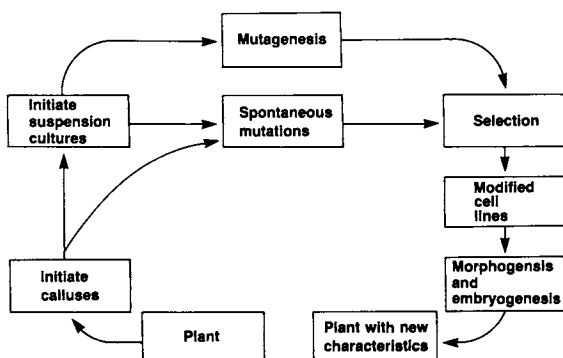 Mutagenesis
Initiate
suspension
cultures
Spontaneous
mutations
Selection
Modified
cell
lines
Initiate
calluses
Morphogensis
and
embryogenesis
Plant
Plant with new
characteristics